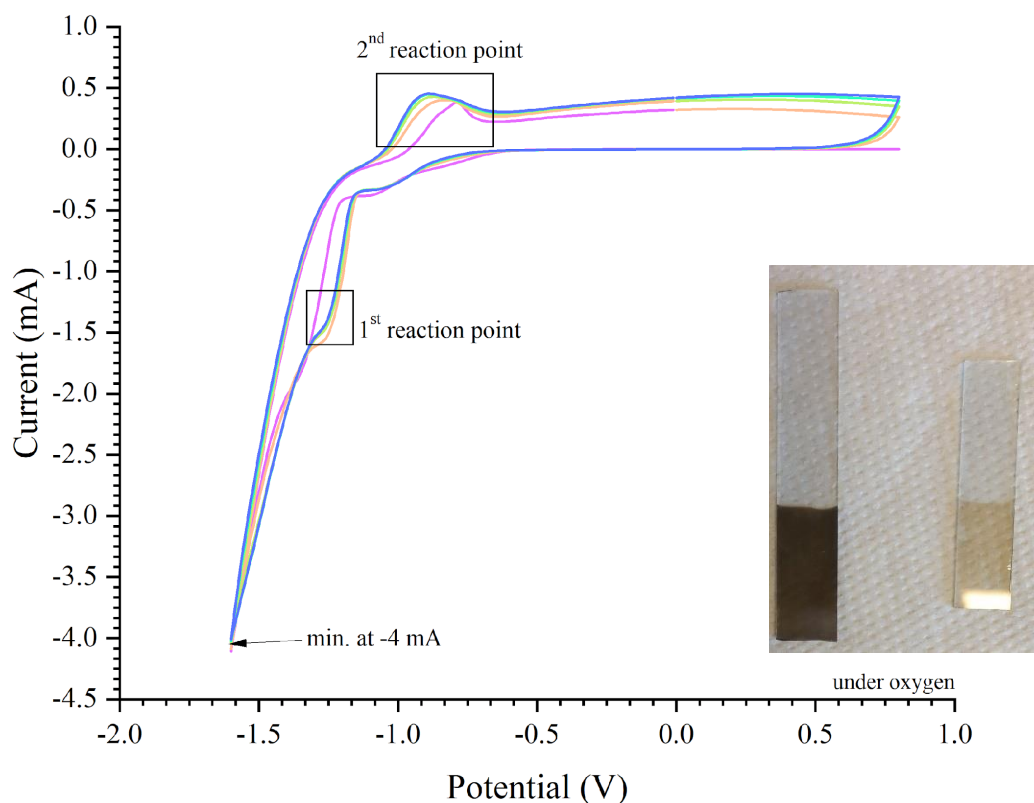 1.0
2nd reaction point
0.5
0.0
-0.5
-1.0
1st reaction point
-1.5
-2.0
-2.5
-3.0
-3.5
-4.0
min. at -4 mA
under oxygen
-4.5
-2.0 -1.5 -1.0 -0.5 0.0 0.5 1.0
Current (mA)
Potential (V)